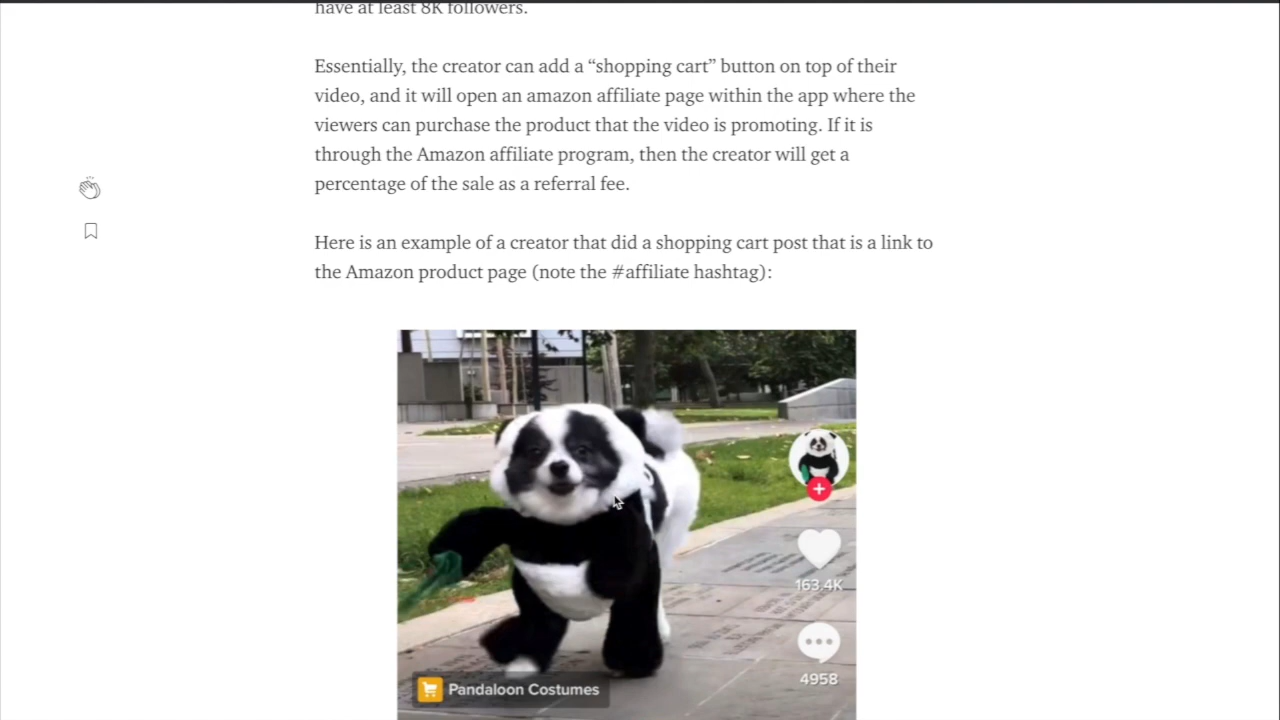 have at least 8K followers.
Essentially, the creator can add a “shopping cart” button on top of their
video, and it will open an amazon affiliate page within the app where the
viewers can purchase the product that the video is promoting. If it is
through the Amazon affiliate program, then the creator will get a
percentage of the sale as a referral fee.
Here is an example of a creator that did a shopping cart post that is a link to
the Amazon product page (note the #affiliate hashtag):
163.4K
4958
Pandaloon Costumes